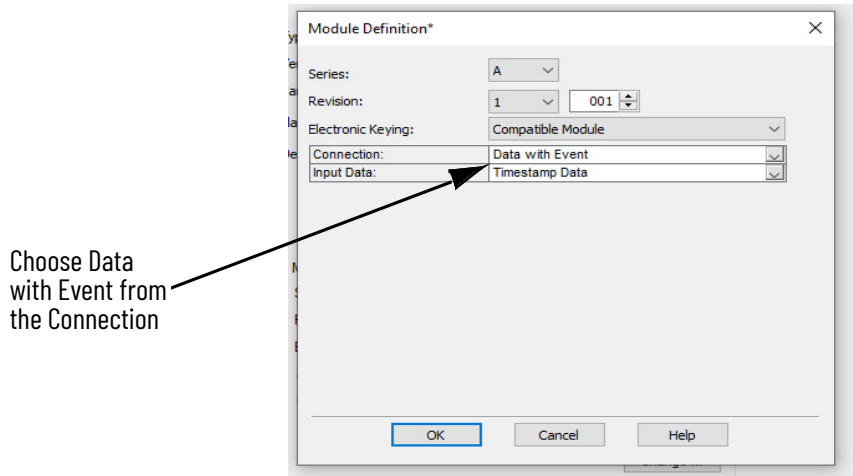 Module Definition*
Series:
A
Revision:
1
001
Electronic Keying:
Compatible Module
Connection:
Data with Event
Input Data:
Timestamp Data
Choose Data
with Event from
the Connection
OK
Cancel
Help